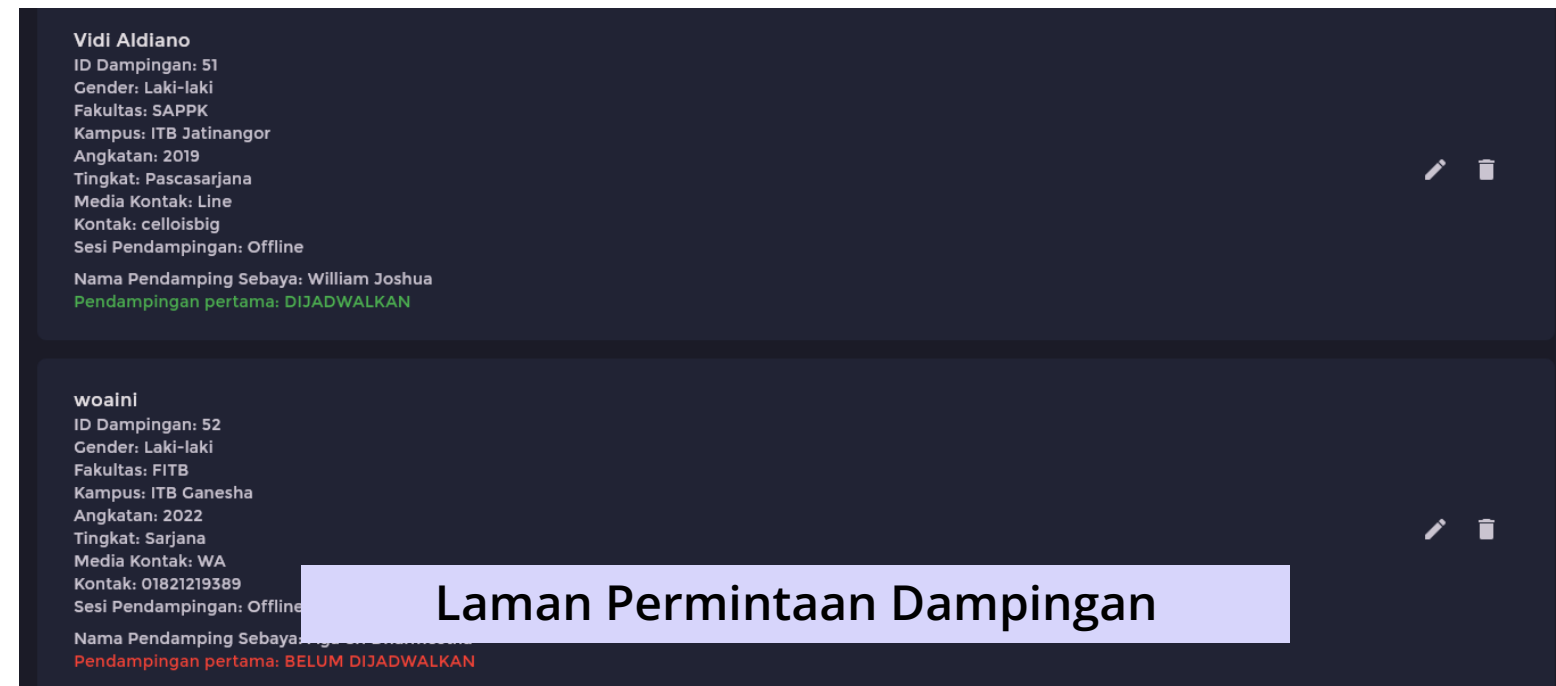 Vidi Aldiano
ID Dampingan: 51
Gender: Laki-laki
Fakultas: SAPPK
Kampus: ITB Jatinangor
Angkatan: 2019
Tingkat: Pascasarjana
Media Kontak: Line
Kontak: celloisbig
Sesi Pendampingan: Offline
Nama Pendamping Sebaya: William Joshua
Pendampingan pertama: DIJADWALKAN
woaini
ID Dampingan: 52
Gender: Laki-laki
Fakultas: FITB
Kampus: ITB Ganesha
Angkatan: 2022
Tingkat: Sarjana
Media Kontak: WA
Kontak: 01821219389
Sesi Pendampingan: Offline
Laman Permintaan Dampingan
Nama Pendamping Sebaya:
Pendampingan pertama: BELUM DIJADWALKAN